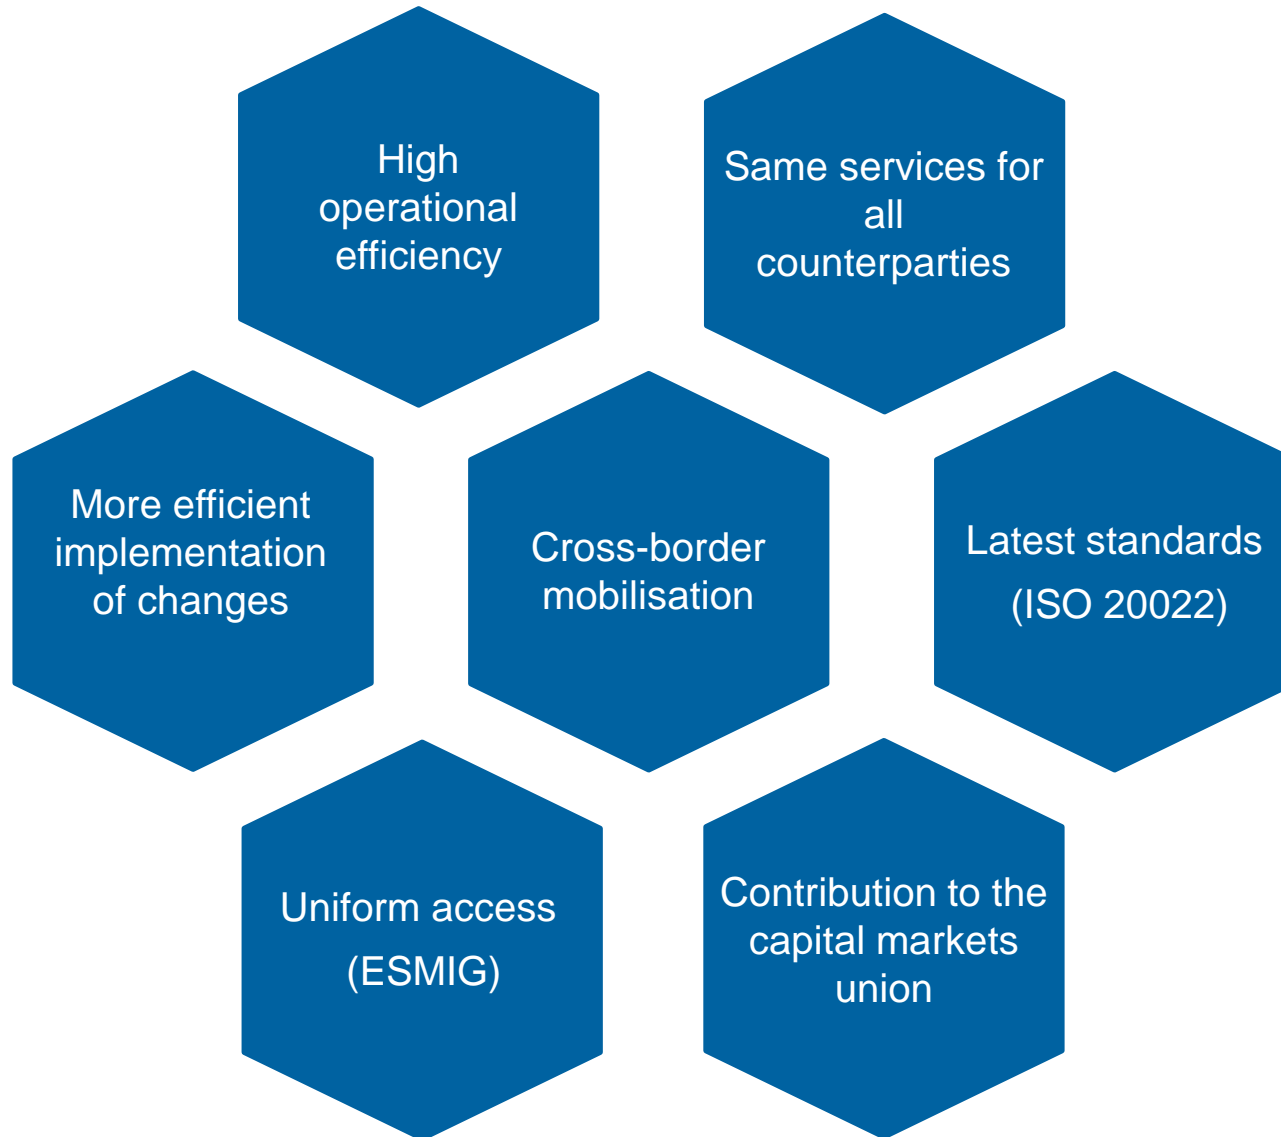 High
operational
efficiency
Same services for
all
counterparties
More efficient
implementation
of changes
Cross-border
mobilisation
Latest standards
(ISO 20022)
Uniform access
(ESMIG)
Contribution to the
capital markets
union